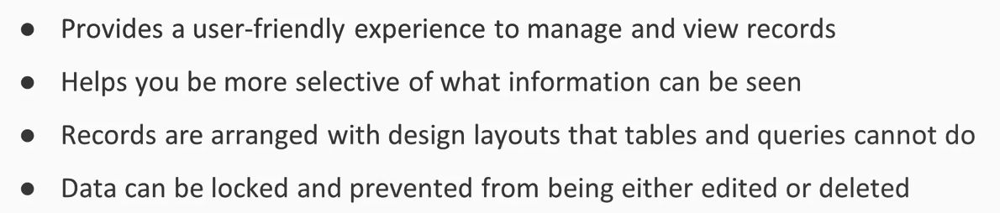 ● Provides a user-friendly experience to manage and view records
● Helps you be more selective of what information can be seen
● Records are arranged with design layouts that tables and queries cannot do
● Data can be locked and prevented from being either edited or deleted